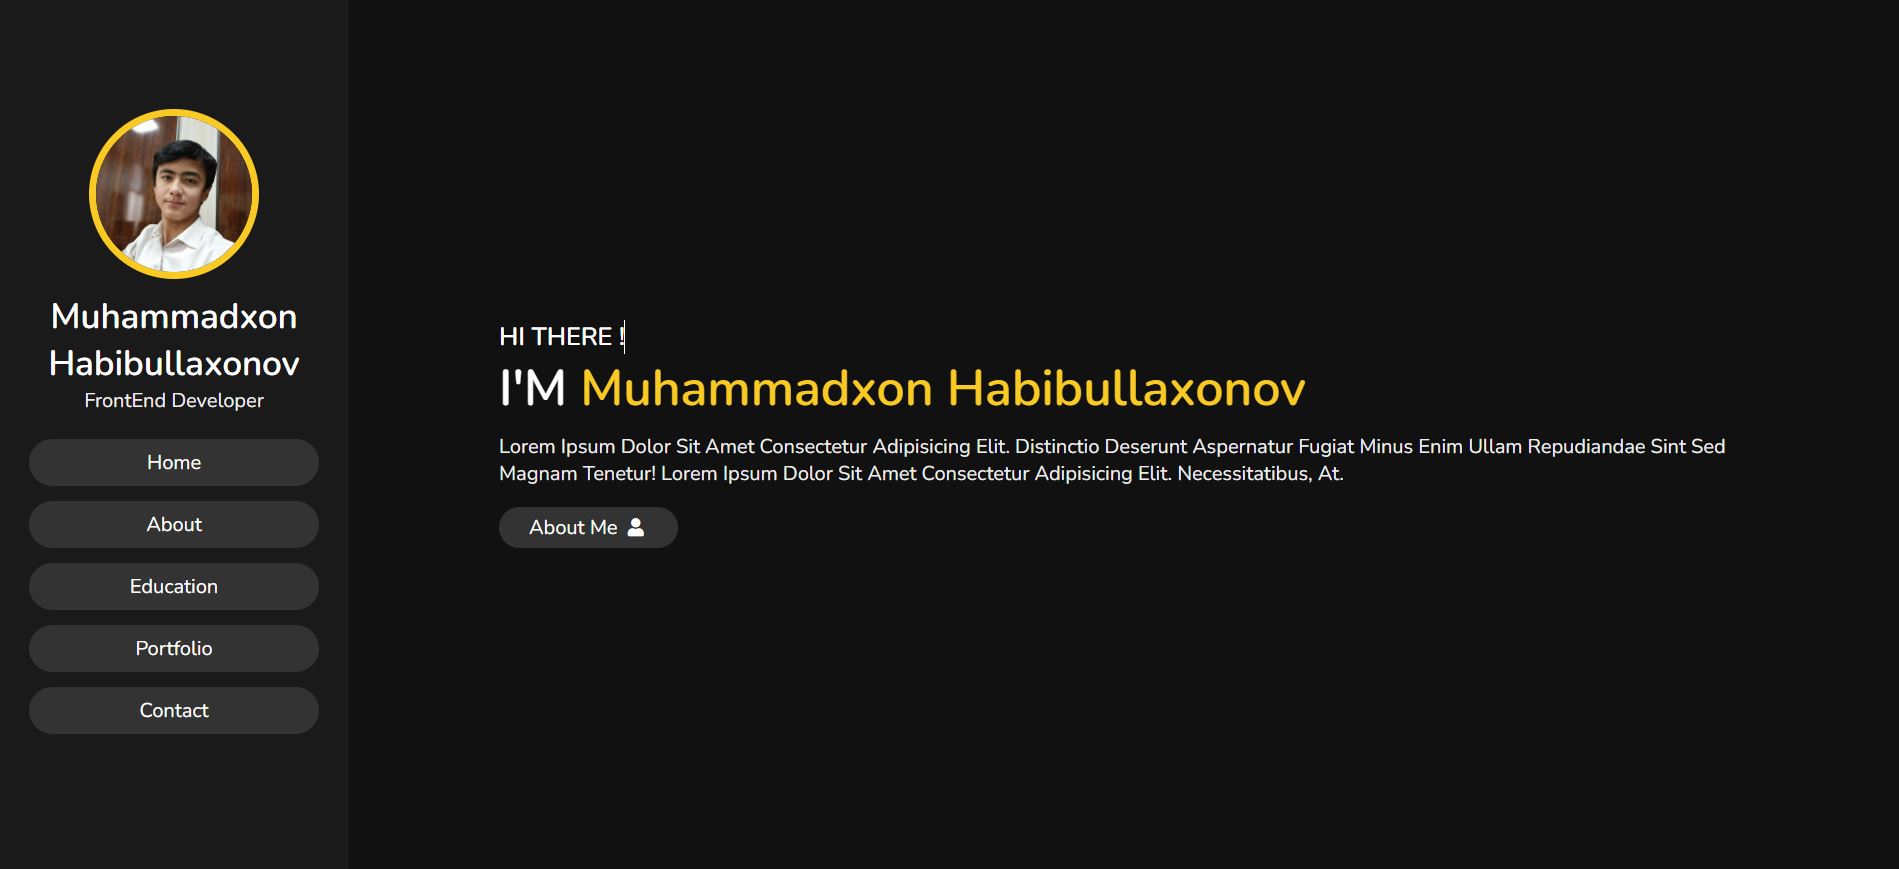 Muhammadxon
Habibullaxonov
FrontEnd Developer
Home
About
Education
Portfolio
Contact
HI THERE !
I'M Muhammadxon Habibullaxonov
Lorem Ipsum Dolor Sit Amet Consectetur Adipisicing Elit. Distinctio Deserunt Aspernatur Fugiat Minus Enim Ullam Repudiandae Sint Sed
Magnam Tenetur! Lorem Ipsum Dolor Sit Amet Consectetur Adipisicing Elit. Necessitatibus, At.
About Me